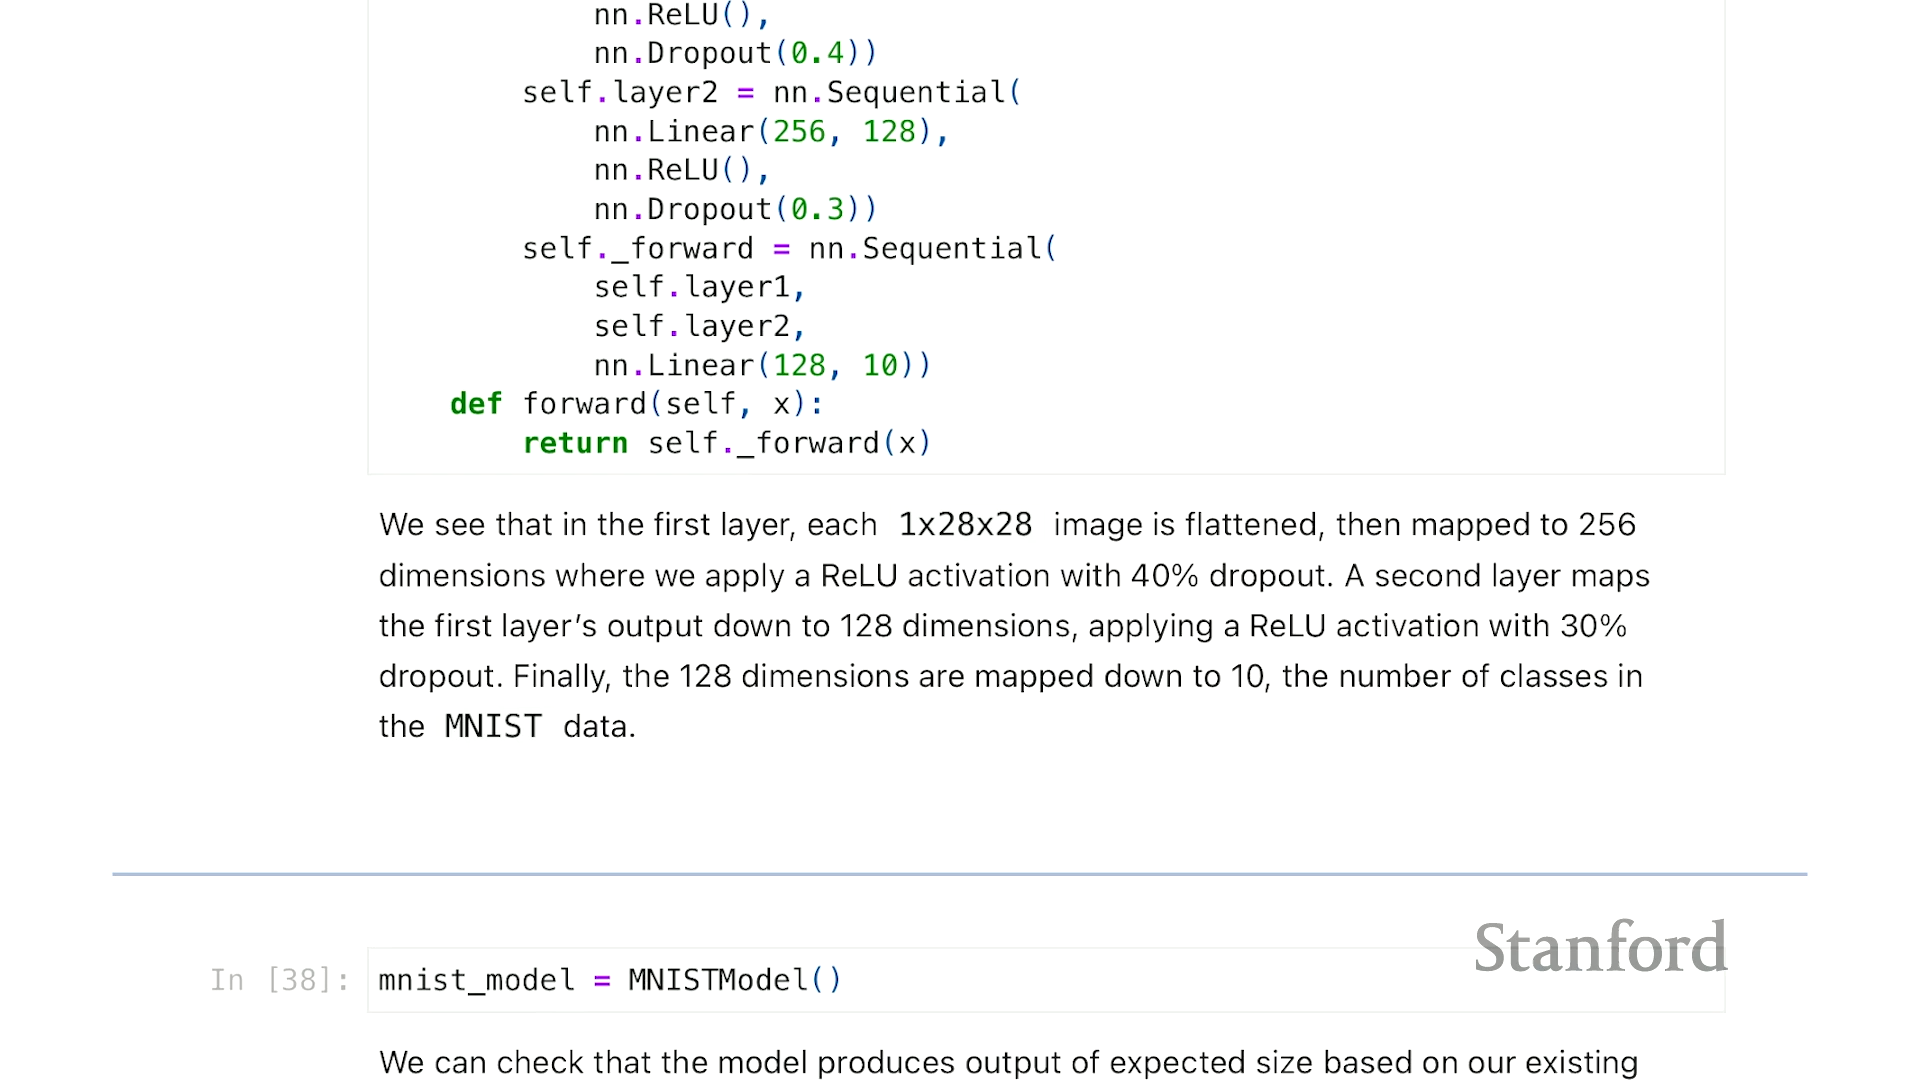 nn.ReLU(),
nn.Dropout(0.4))
self.layer2 = nn.Sequential(
nn.Linear(256, 128),
nn.ReLU(),
nn.Dropout(0.3))
self._forward = nn.Sequential(
self.layer1,
self.layer2,
nn.Linear(128, 10))
def forward(self, x):
return self._forward(x)
We see that in the first layer, each 1x28x28 image is flattened, then mapped to 256
dimensions where we apply a ReLU activation with 40% dropout. A second layer maps
the first layer’s output down to 128 dimensions, applying a ReLU activation with 30%
dropout. Finally, the 128 dimensions are mapped down to 10, the number of classes in
the MNIST data.
Stanford
In [38]: mnist_model = MNISTModel()
We can check that the model produces output of expected size based on our existing